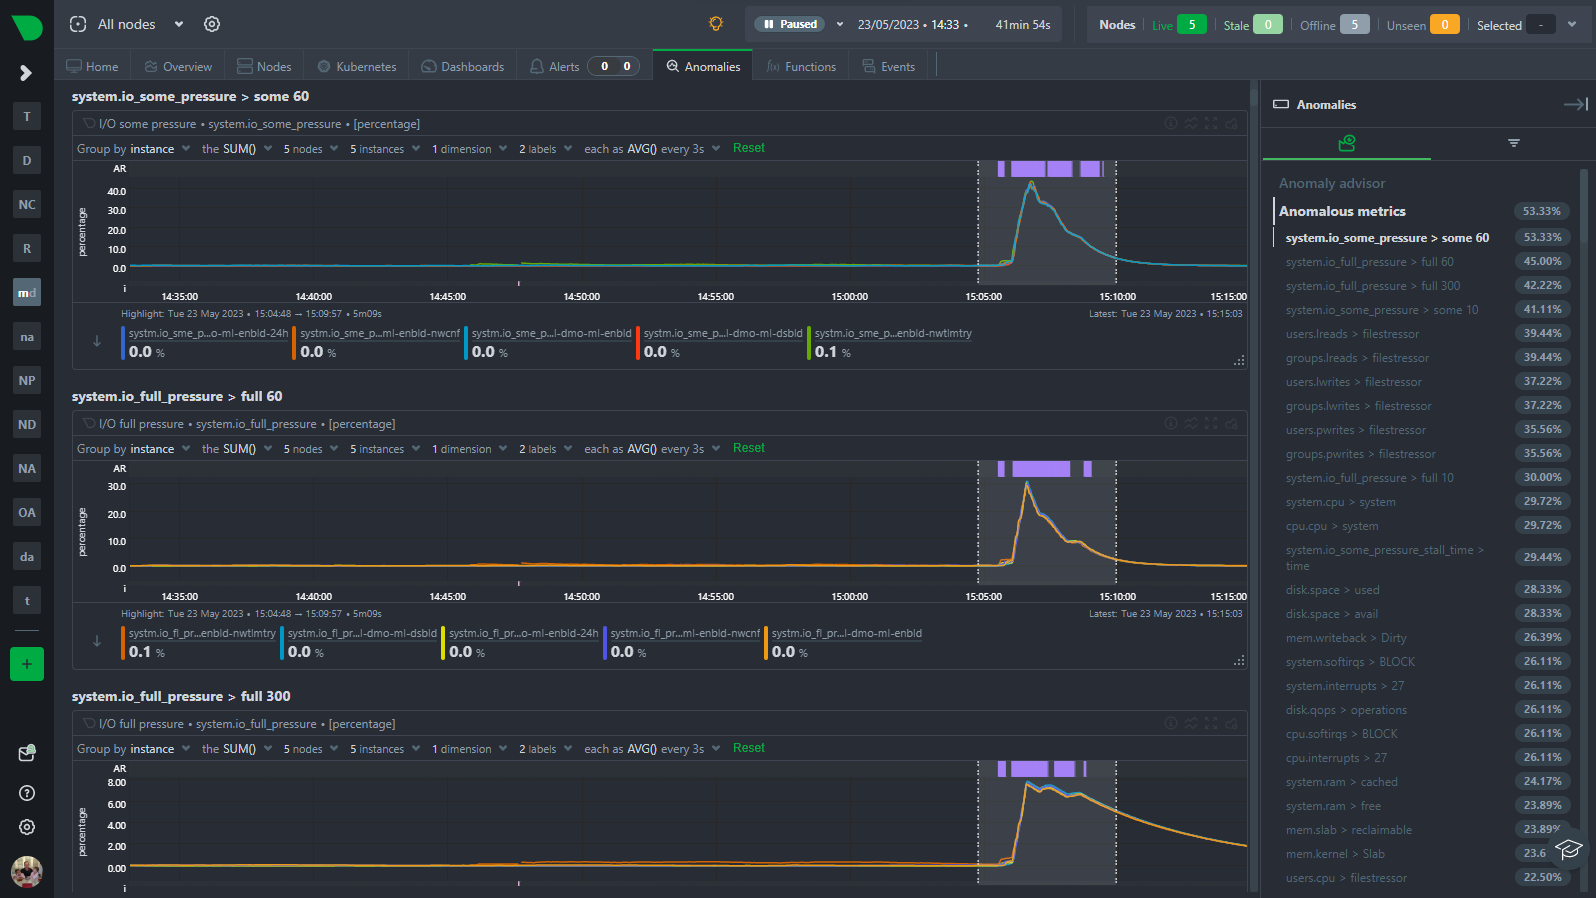 All nodes
Paused
23/05/2023 • 14:33 •
41min 54s
Nodes
Live 5
Stale 0
Offline 5
Unseen 0
Selected -
Home
Overview
Nodes
Kubernetes
Dashboards
Alerts 0 0
Anomalies
f(x) Functions
Events
T
D
NC
R
md
na
NP
ND
NA
OA
da
t
+
system.io_some_pressure > some 60
I/O some pressure • system.io_some_pressure • [percentage]
Group by instance the SUM() 5 nodes 5 instances 1 dimension 2 labels each as AVG() every 3s Reset
AR
percentage
40.0
30.0
20.0
10.0
0.0
i
14:35:00 14:40:00 14:45:00 14:50:00 14:55:00 15:00:00 15:05:00 15:10:00 15:15:00
Highlight: Tue 23 May 2023 • 15:04:48 → 15:09:57 • 5m09s
Latest: Tue 23 May 2023 • 15:15:03
systm.io_sme_p...o-ml-enbld-24h
0.0 %
systm.io_sme_p...ml-enbld-nwcnf
0.0 %
systm.io_sme_p...l-dmo-ml-enbld
0.0 %
systm.io_sme_p...l-dmo-ml-dsbld
0.0 %
systm.io_sme_p...enbld-nwtlmtry
0.1 %
system.io_full_pressure > full 60
I/O full pressure • system.io_full_pressure • [percentage]
Group by instance the SUM() 5 nodes 5 instances 1 dimension 2 labels each as AVG() every 3s Reset
AR
percentage
30.0
20.0
10.0
0.0
i
14:35:00 14:40:00 14:45:00 14:50:00 14:55:00 15:00:00 15:05:00 15:10:00 15:15:00
Highlight: Tue 23 May 2023 • 15:04:48 → 15:09:57 • 5m09s
Latest: Tue 23 May 2023 • 15:15:03
systm.io_fl_pr...enbld-nwtlmtry
0.1 %
systm.io_fl_pr...l-dmo-ml-dsbld
0.0 %
systm.io_fl_pr...o-ml-enbld-24h
0.0 %
systm.io_fl_pr...ml-enbld-nwcnf
0.0 %
systm.io_fl_pr...l-dmo-ml-enbld
0.0 %
system.io_full_pressure > full 300
I/O full pressure • system.io_full_pressure • [percentage]
Group by instance the SUM() 5 nodes 5 instances 1 dimension 2 labels each as AVG() every 3s Reset
AR
percentage
8.00
6.00
4.00
2.00
0.00
i
Anomalies
Anomaly advisor
Anomalous metrics 53.33%
system.io_some_pressure > some 60 53.33%
system.io_full_pressure > full 60 45.00%
system.io_full_pressure > full 300 42.22%
system.io_some_pressure > some 10 41.11%
users.lreads > filestressor 39.44%
groups.lreads > filestressor 39.44%
users.lwrites > filestressor 37.22%
groups.lwrites > filestressor 37.22%
users.pwrites > filestressor 35.56%
groups.pwrites > filestressor 35.56%
system.io_full_pressure > full 10 30.00%
system.cpu > system 29.72%
cpu.cpu > system 29.72%
system.io_some_pressure_stall_time >
time 29.44%
disk.space > used 28.33%
disk.space > avail 28.33%
mem.writeback > Dirty 26.39%
system.softirqs > BLOCK 26.11%
system.interrupts > 27 26.11%
disk.qops > operations 26.11%
cpu.softirqs > BLOCK 26.11%
cpu.interrupts > 27 26.11%
system.ram > cached 24.17%
system.ram > free 23.89%
mem.slab > reclaimable 23.89%
mem.kernel > Slab 23.6
users.cpu > filestressor 22.50%